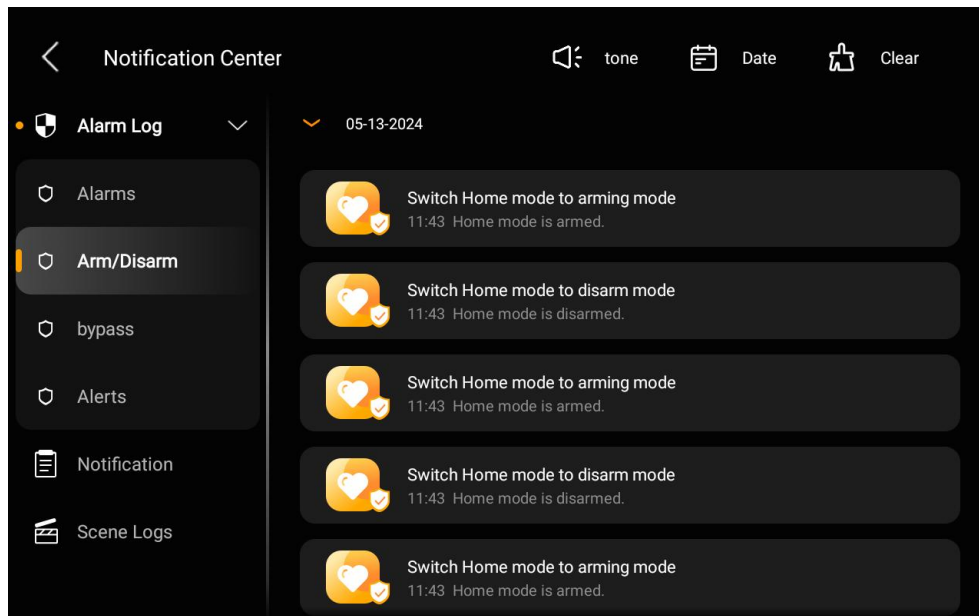 Notification Center
tone
Date
Clear
Alarm Log
Alarms
Arm/Disarm
bypass
Alerts
Notification
Scene Logs
05-13-2024
Switch Home mode to arming mode
11:43 Home mode is armed.
Switch Home mode to disarm mode
11:43 Home mode is disarmed.
Switch Home mode to arming mode
11:43 Home mode is armed.
Switch Home mode to disarm mode
11:43 Home mode is disarmed.
Switch Home mode to arming mode
11:43 Home mode is armed.